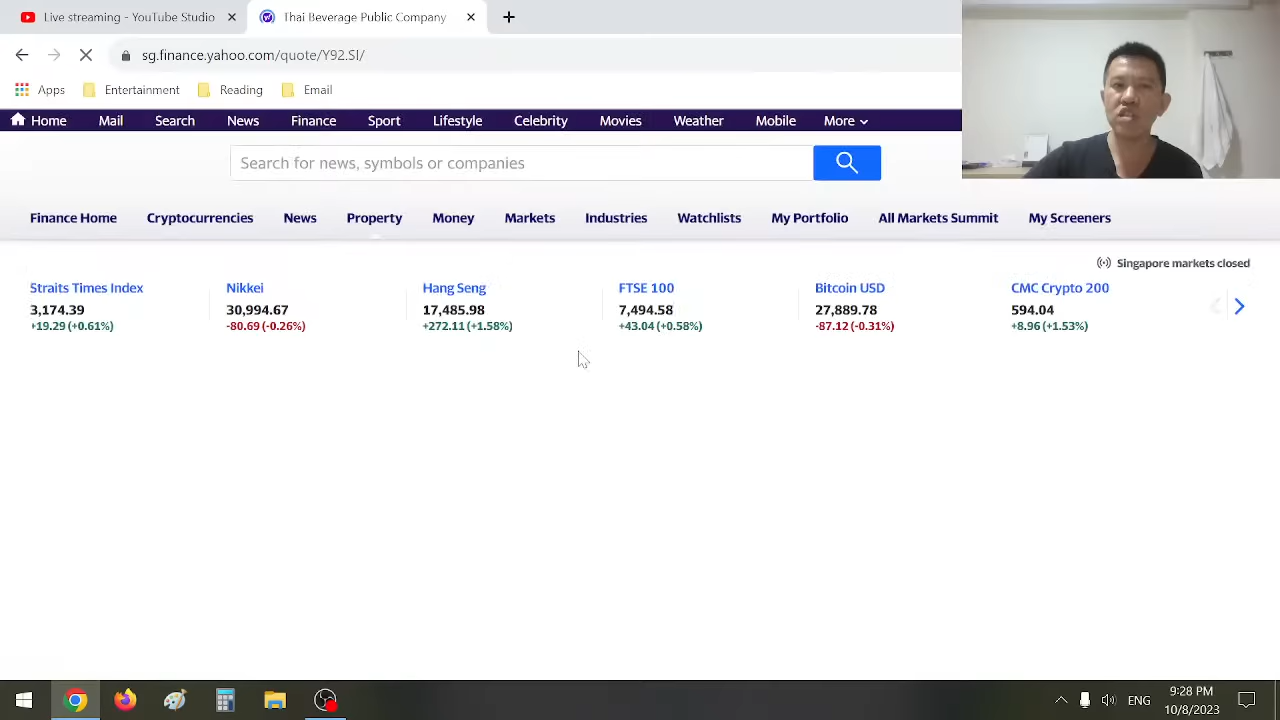 Straits Times Index - YouTube
Thai Beverage Public Company
sg.finance.yahoo.com/quote/Y92.SI/
Apps Entertainment Reading Email
Home Mail Search News Finance Sport Lifestyle Celebrity Movies Weather Mobile More
Search for news, symbols or companies
Finance Home Cryptocurrencies News Property Money Markets Industries Watchlists My Portfolio All Markets Summit My Screeners
Singapore markets closed
Straits Times Index Nikkei Hang Seng FTSE 100 Bitcoin USD CMC Crypto 200
3,174.39 30,994.67 17,485.98 7,494.58 27,889.78 594.04
+19.29 (+0.61%) -80.69 (-0.26%) +272.11 (+1.58%) +43.04 (+0.58%) -87.12 (-0.31%) +8.96 (+1.53%)
ENG
9:28 PM
10/8/2023